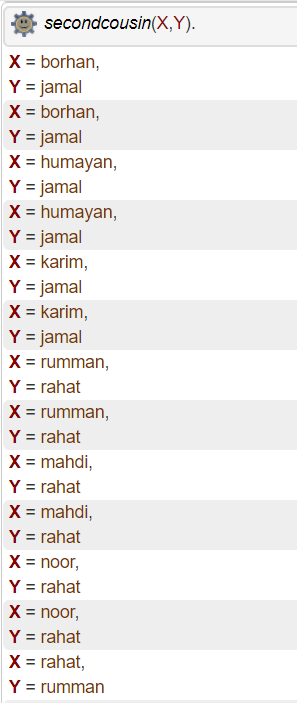 secondcousin(X,Y).
X = borhan,
Y = jamal
X = borhan,
Y = jamal
X = humayan,
Y = jamal
X = humayan,
Y = jamal
X = karim,
Y = jamal
X = karim,
Y = jamal
X = rumman,
Y = rahat
X = rumman,
Y = rahat
X = mahdi,
Y = rahat
X = mahdi,
Y = rahat
X = noor,
Y = rahat
X = noor,
Y = rahat
X = rahat,
Y = rumman